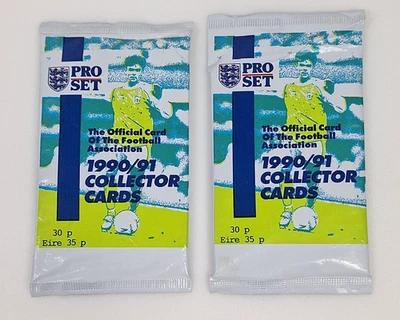 PRO
SET
The Official Card
Of The Football
Association
1990/91
COLLECTOR
CARDS
30 p
Eire 35 p
PRO
SET
The Official Card
Of The Football
Association
1990/91
COLLECTOR
CARDS
30 p
Eire 35 p